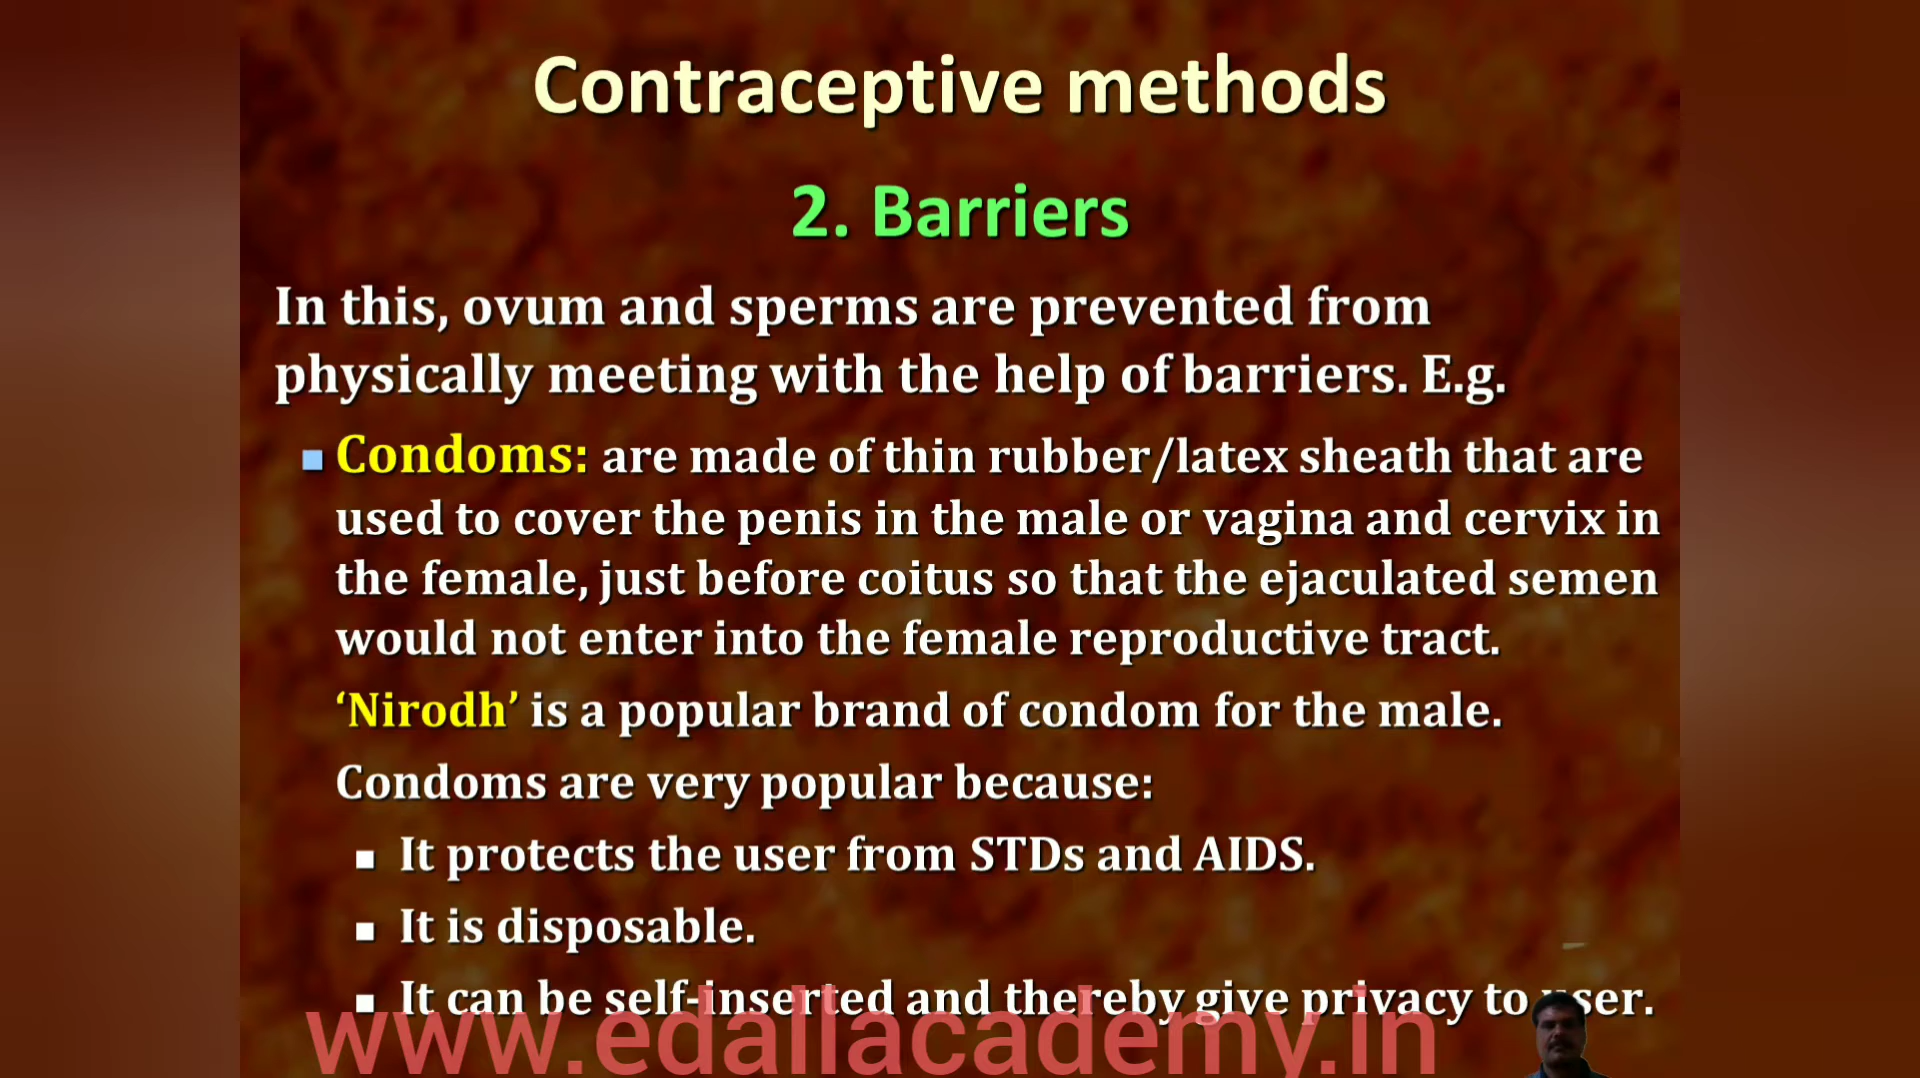 Contraceptive methods
2. Barriers
In this, ovum and sperms are prevented from
physically meeting with the help of barriers. E.g.
Condoms: are made of thin rubber/latex sheath that are
used to cover the penis in the male or vagina and cervix in
the female, just before coitus so that the ejaculated semen
would not enter into the female reproductive tract.
‘Nirodh’ is a popular brand of condom for the male.
Condoms are very popular because:
It protects the user from STDs and AIDS.
It is disposable.
It can be self-inserted and thereby give privacy to user.
www.edallacademy.in